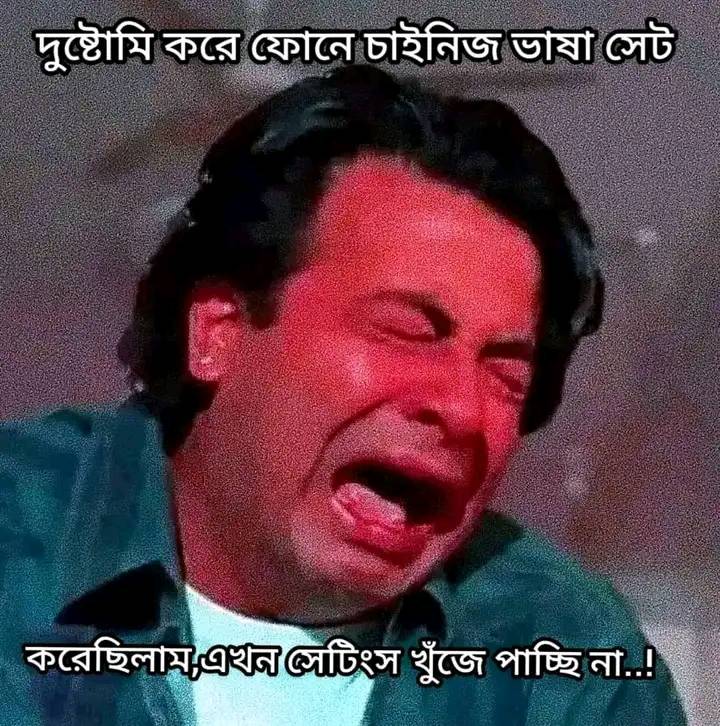 দুষ্টোমি করে ফোনে চাইনিজ ভাষা সেট
করেছিলাম,এখন সেটিংস খুঁজে পাচ্ছি না..!